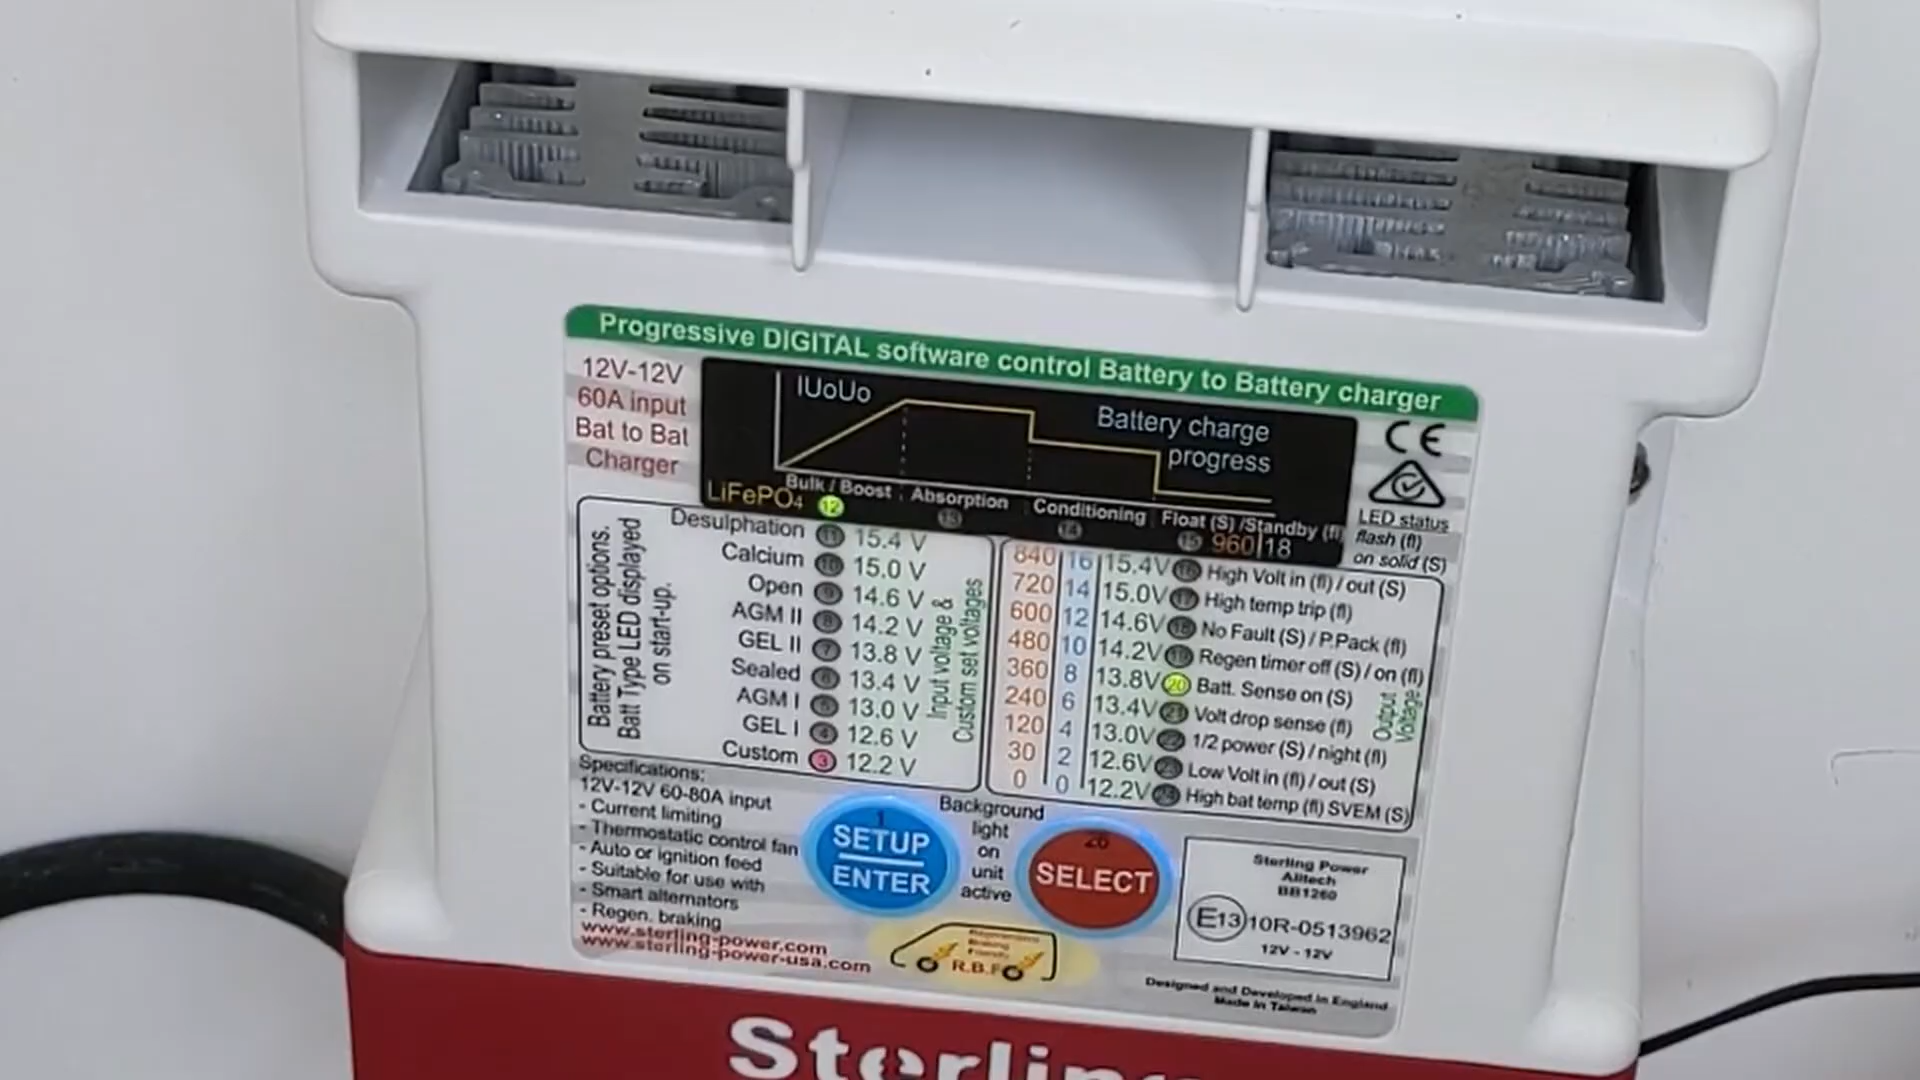 Progressive DIGITAL software control Battery to Battery charger
12V-12V
60A input
Bat to Bat
Charger
IUoUo
Battery charge
progress
LiFePO4
Bulk / Boost
Absorption
Conditioning
Float (S) /Standby (fl)
12
13
14
15
960|18
CE
LED status
flash (fl)
on solid (S)
Battery preset options.
Batt Type LED displayed
on start-up.
Desulphation 11 15.4 V
Calcium 10 15.0 V
Open 9 14.6 V
AGM II 8 14.2 V
GEL II 7 13.8 V
Sealed 6 13.4 V
AGM I 5 13.0 V
GEL I 4 12.6 V
Custom 3 12.2 V
Input voltage &
Custom set voltages
840 16 15.4V 16 High Volt in (fl) / out (S)
720 14 15.0V 17 High temp trip (fl)
600 12 14.6V 18 No Fault (S) / P.Pack (fl)
480 10 14.2V 19 Regen timer off (S) / on (fl)
360 8 13.8V 20 Batt. Sense on (S)
240 6 13.4V 21 Volt drop sense (fl)
120 4 13.0V 22 1/2 power (S) / night (fl)
30 2 12.6V 23 Low Volt in (fl) / out (S)
0 0 12.2V 24 High bat temp (fl) SVEM (S)
Output
Voltage
Specifications:
12V-12V 60-80A input
- Current limiting
- Thermostatic control fan
- Auto or ignition feed
- Suitable for use with
- Smart alternators
- Regen. braking
www.sterling-power.com
www.sterling-power-usa.com
1
SETUP
ENTER
Background
light
on
unit
active
SELECT
Regenerative
Braking
Friendly
R.B.F
Sterling Power
Alltech
BB1260
E13 10R-0513962
12V - 12V
Designed and Developed in England
Made in Taiwan
Sterling